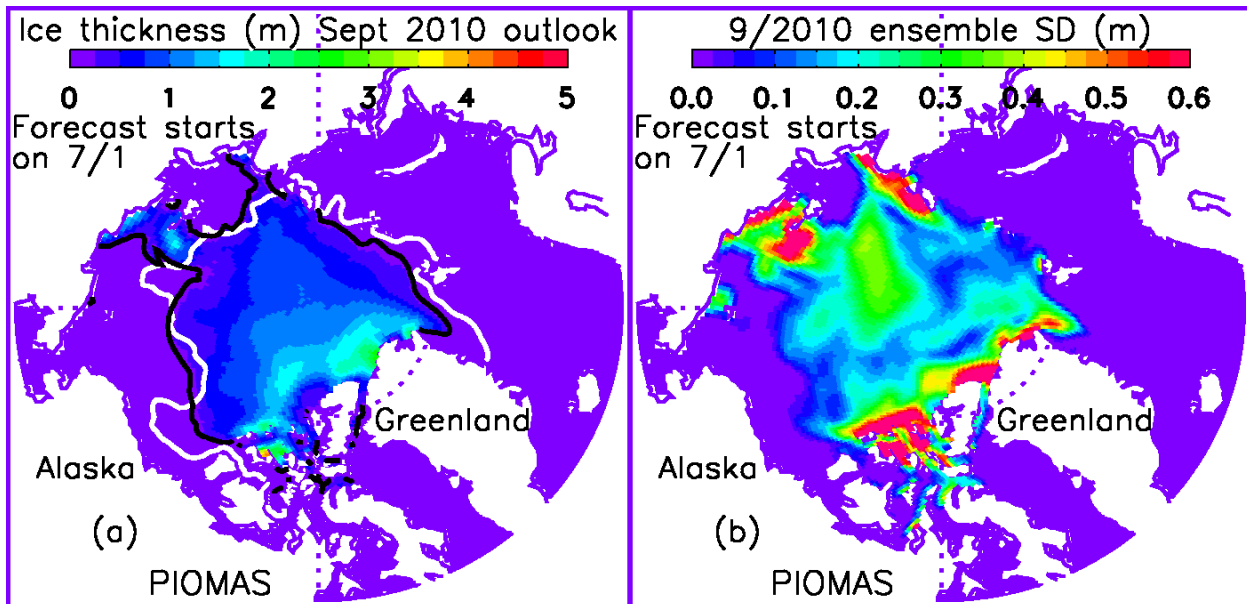 Ice thickness (m) Sept 2010 outlook
0 1 2 3 4 5
Forecast starts
on 7/1
Greenland
Alaska
(a)
PIOMAS
9/2010 ensemble SD (m)
0.0 0.1 0.2 0.3 0.4 0.5 0.6
Forecast starts
on 7/1
Greenland
Alaska
(b)
PIOMAS